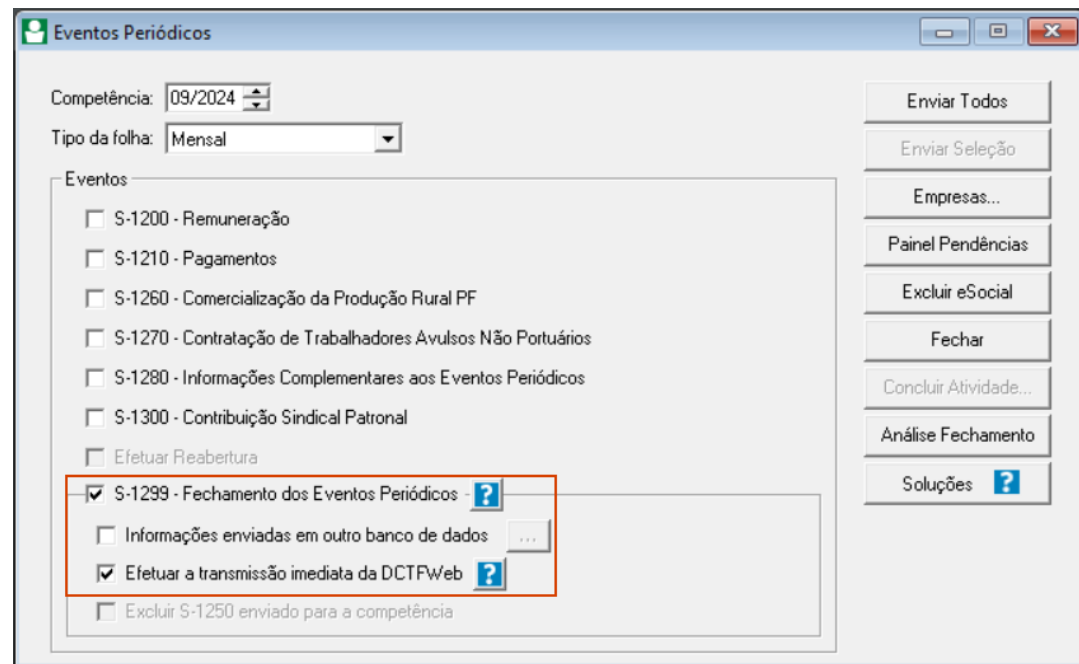 Eventos Periódicos
Competência: 09/2024
Tipo da folha: Mensal
Eventos
S-1200 - Remuneração
S-1210 - Pagamentos
S-1260 - Comercialização da Produção Rural PF
S-1270 - Contratação de Trabalhadores Avulsos Não Portuários
S-1280 - Informações Complementares aos Eventos Periódicos
S-1300 - Contribuição Sindical Patronal
Efetuar Reabertura
S-1299 - Fechamento dos Eventos Periódicos - ?
Informações enviadas em outro banco de dados ...
Efetuar a transmissão imediata da DCTFWeb ?
Excluir S-1250 enviado para a competência
Enviar Todos
Enviar Seleção
Empresas...
Painel Pendências
Excluir eSocial
Fechar
Concluir Atividade...
Análise Fechamento
Soluções ?